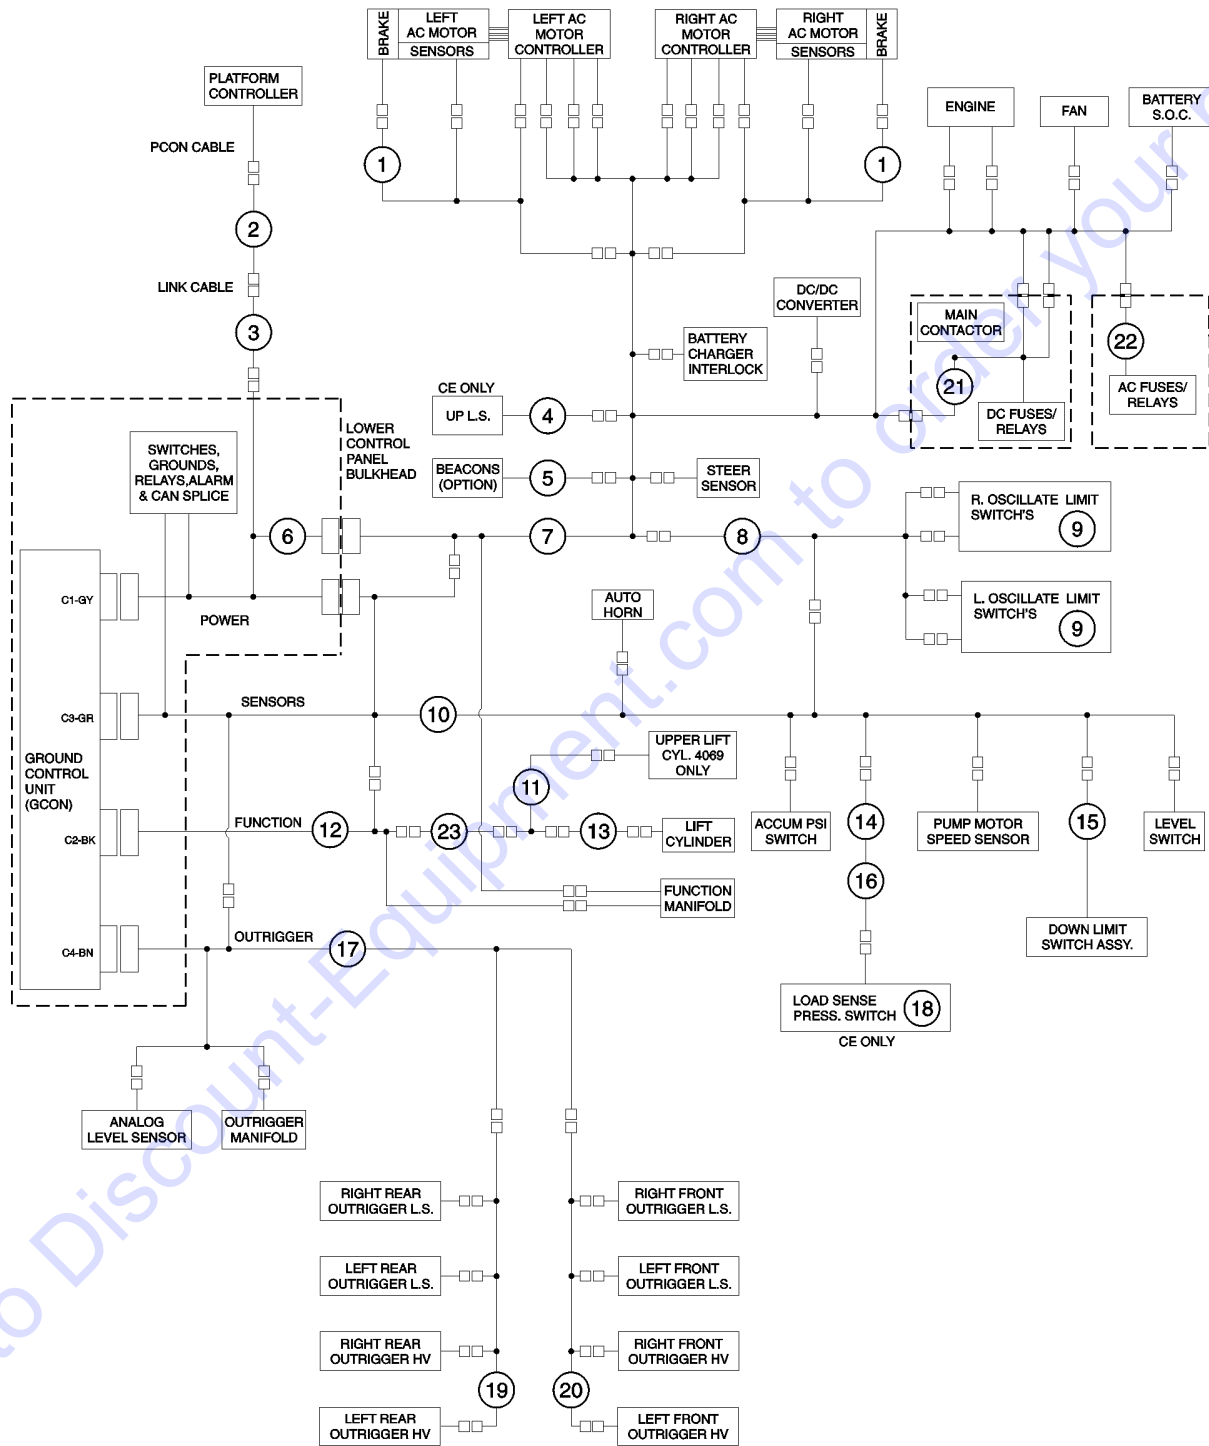 BRAKE
LEFT
AC MOTOR
SENSORS
LEFT AC
MOTOR
CONTROLLER
RIGHT AC
MOTOR
CONTROLLER
RIGHT
AC MOTOR
SENSORS
BRAKE
PLATFORM
CONTROLLER
ENGINE
FAN
BATTERY
S.O.C.
PCON CABLE
1
1
2
LINK CABLE
3
DC/DC
CONVERTER
MAIN
CONTACTOR
22
BATTERY
CHARGER
INTERLOCK
21
AC FUSES/
RELAYS
CE ONLY
UP L.S.
4
DC FUSES/
RELAYS
LOWER
CONTROL
PANEL
BULKHEAD
SWITCHES,
GROUNDS,
RELAYS,ALARM
& CAN SPLICE
BEACONS
(OPTION)
5
STEER
SENSOR
6
7
8
R. OSCILLATE LIMIT
SWITCH'S
9
C1-GY
POWER
AUTO
HORN
L. OSCILLATE LIMIT
SWITCH'S
9
C3-GR
SENSORS
10
GROUND
CONTROL
UNIT
(GCON)
UPPER LIFT
CYL. 4069
ONLY
11
C2-BK
FUNCTION
12
23
13
LIFT
CYLINDER
ACCUM PSI
SWITCH
14
PUMP MOTOR
SPEED SENSOR
15
LEVEL
SWITCH
16
FUNCTION
MANIFOLD
C4-BN
OUTRIGGER
17
DOWN LIMIT
SWITCH ASSY.
LOAD SENSE
PRESS. SWITCH
18
CE ONLY
ANALOG
LEVEL SENSOR
OUTRIGGER
MANIFOLD
RIGHT REAR
OUTRIGGER L.S.
RIGHT FRONT
OUTRIGGER L.S.
LEFT REAR
OUTRIGGER L.S.
LEFT FRONT
OUTRIGGER L.S.
RIGHT REAR
OUTRIGGER HV
RIGHT FRONT
OUTRIGGER HV
19
20
LEFT REAR
OUTRIGGER HV
LEFT FRONT
OUTRIGGER HV
to Discount-Equipment.com to order your